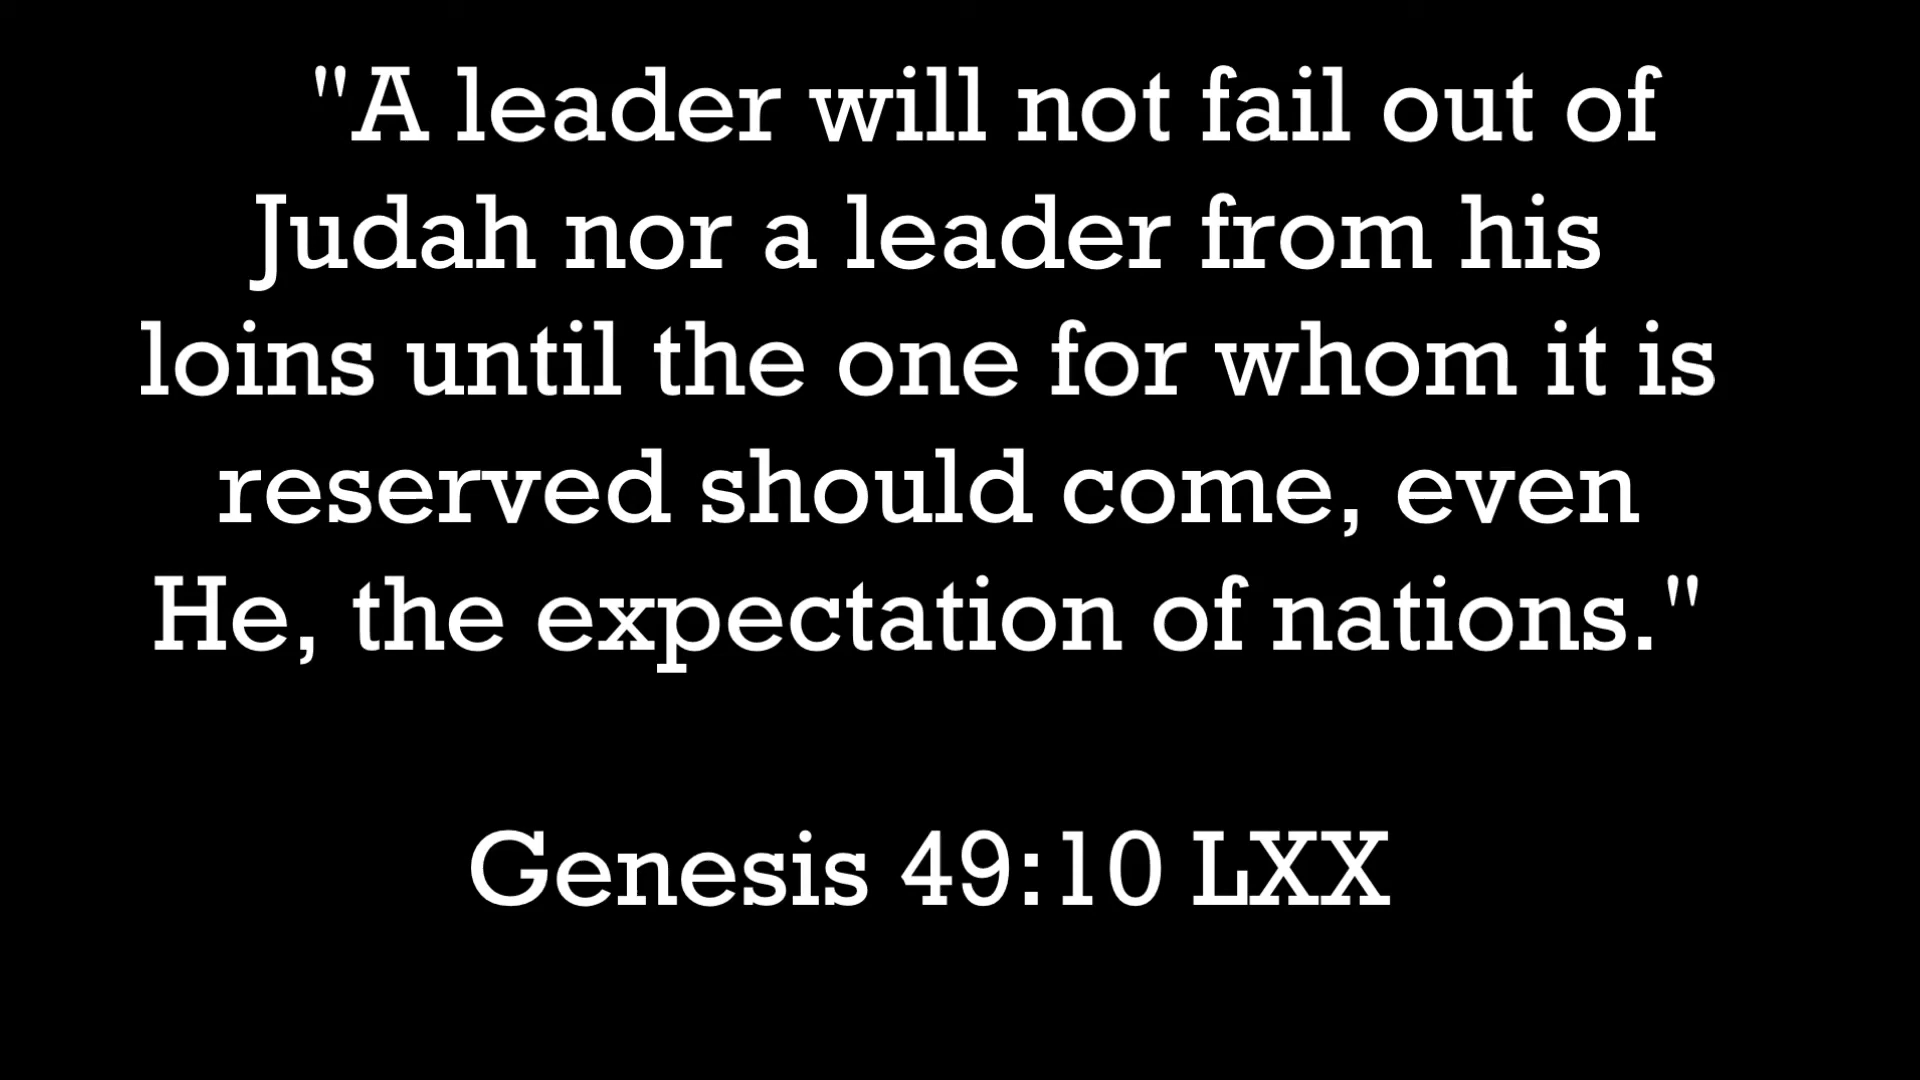 "A leader will not fail out of
Judah nor a leader from his
loins until the one for whom it is
reserved should come, even
He, the expectation of nations."
Genesis 49:10 LXX